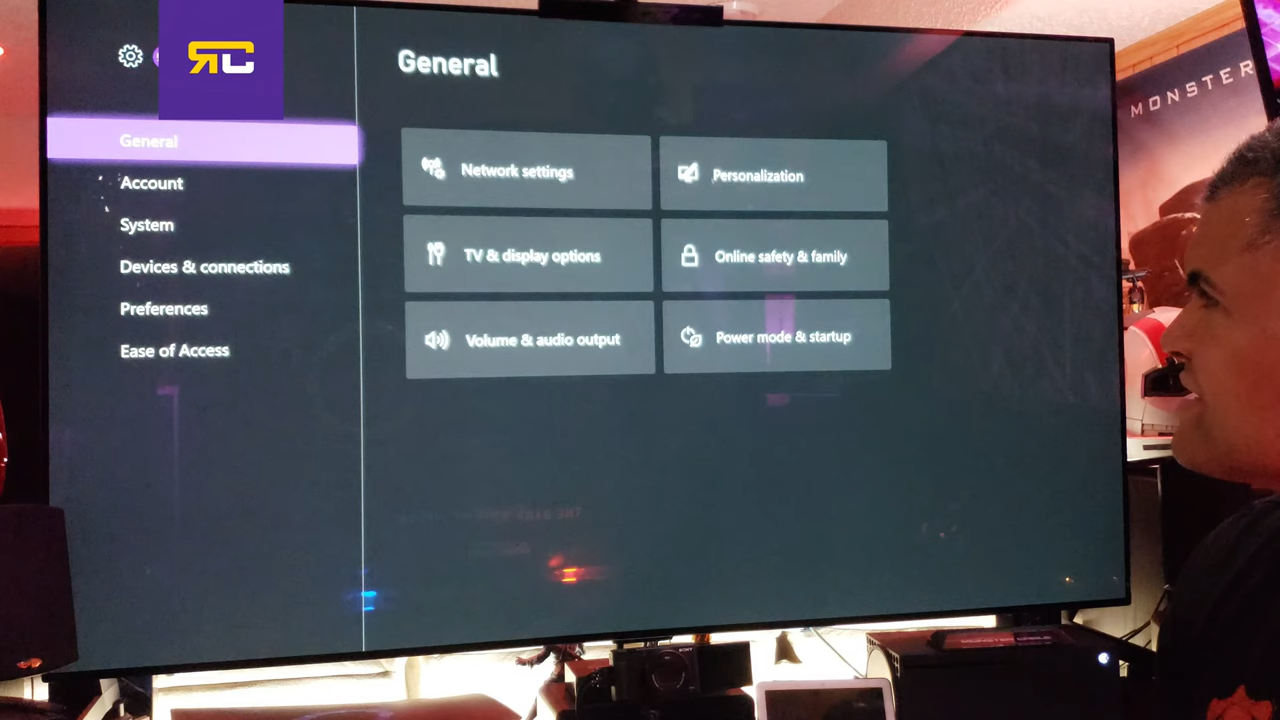 General
General
Account
System
Devices & connections
Preferences
Ease of Access
Network settings
Personalization
TV & display options
Online safety & family
Volume & audio output
Power mode & startup
MONSTER
SONY